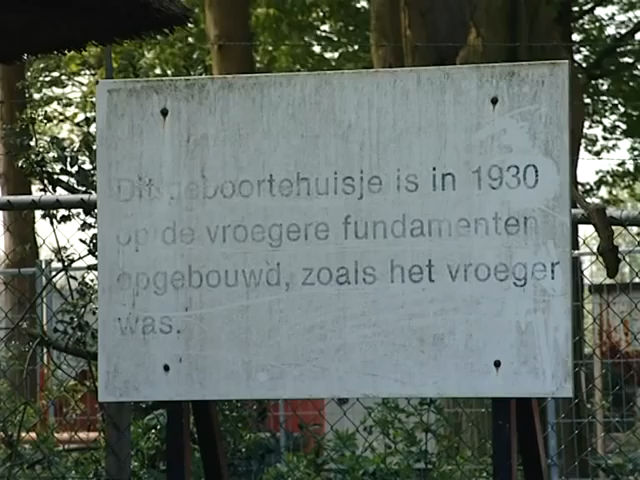 Dit geboortehuisje is in 1930
op de vroegere fundamenten
opgebouwd, zoals het vroeger
was.